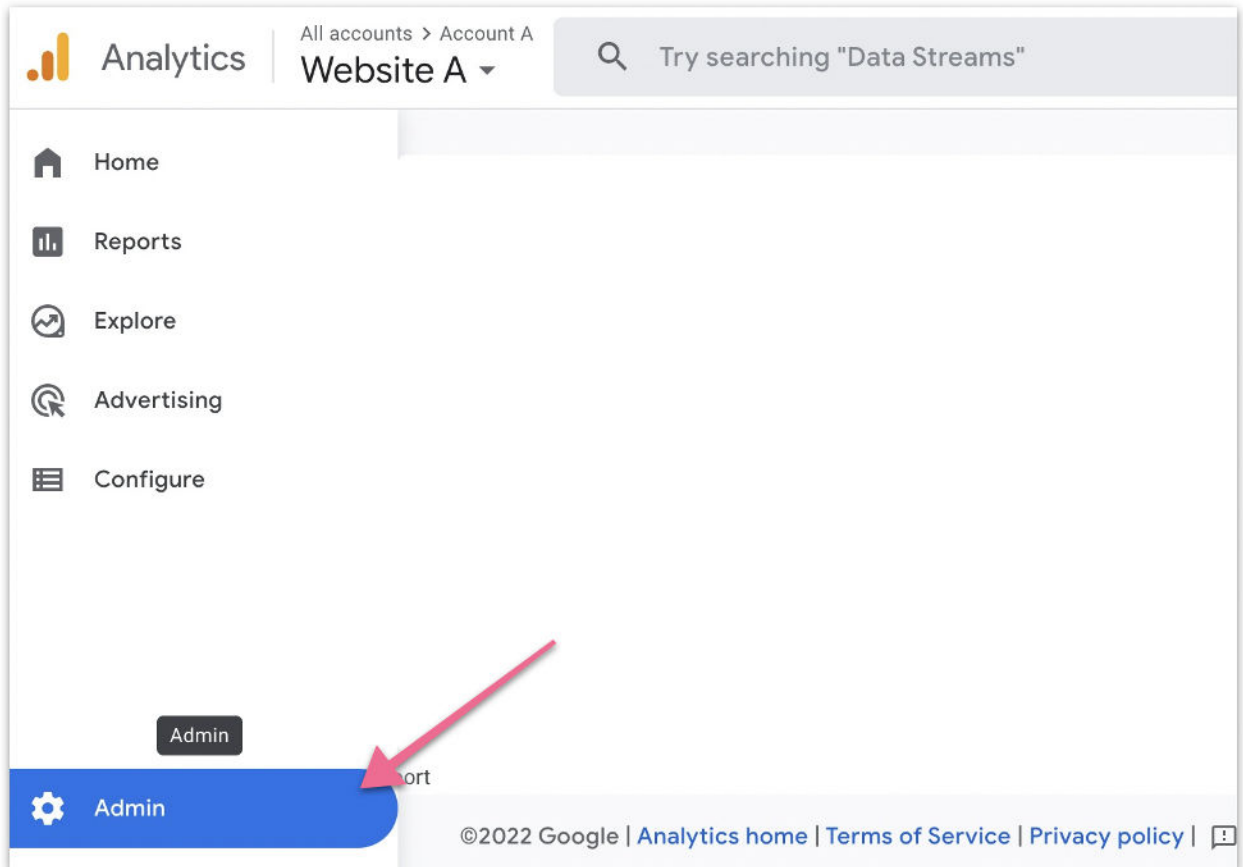 Analytics
All accounts > Account A
Website A
Try searching "Data Streams"
Home
Reports
Explore
Advertising
Configure
Admin
ort
Admin
©2022 Google | Analytics home | Terms of Service | Privacy policy |